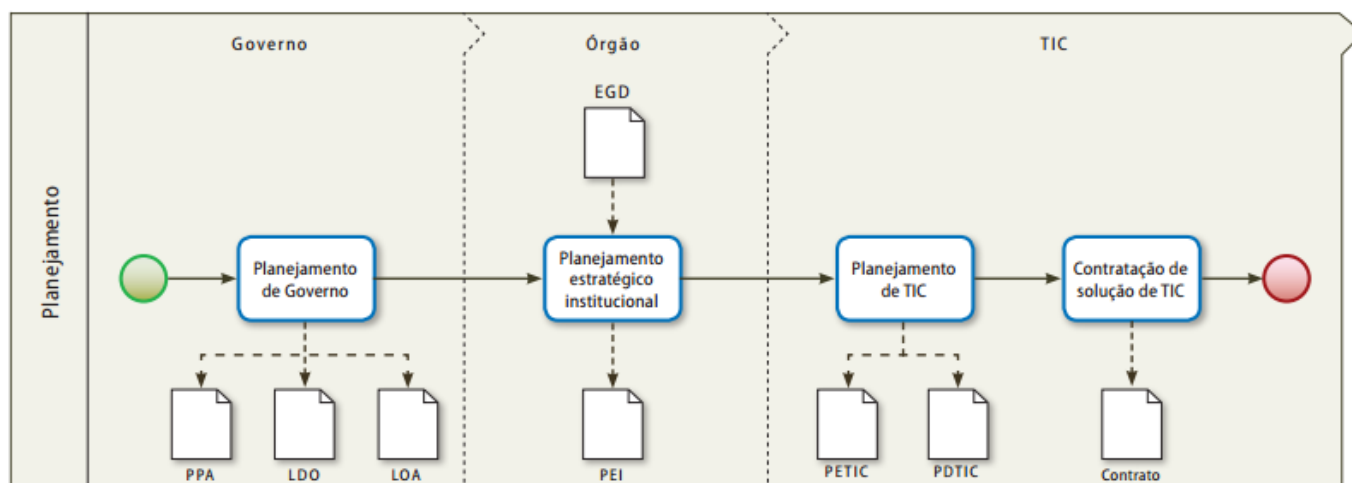 Planejamento
Governo
Órgão
TIC
EGD
Planejamento
de Governo
Planejamento
estratégico
institucional
Planejamento
de TIC
Contratação de
solução de TIC
PPA
LDO
LOA
PEI
PETIC
PDTIC
Contrato